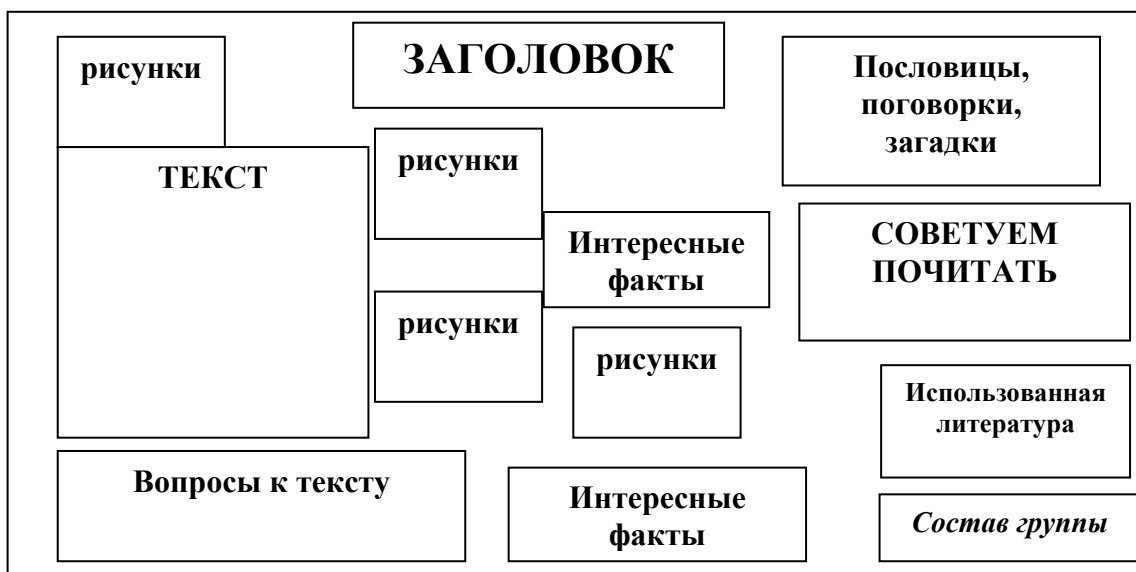 рисунки
ЗАГОЛОВОК
Пословицы,
поговорки,
загадки
ТЕКСТ
рисунки
Интересные
факты
СОВЕТУЕМ
ПОЧИТАТЬ
рисунки
рисунки
Использованная
литература
Вопросы к тексту
Интересные
факты
Состав группы